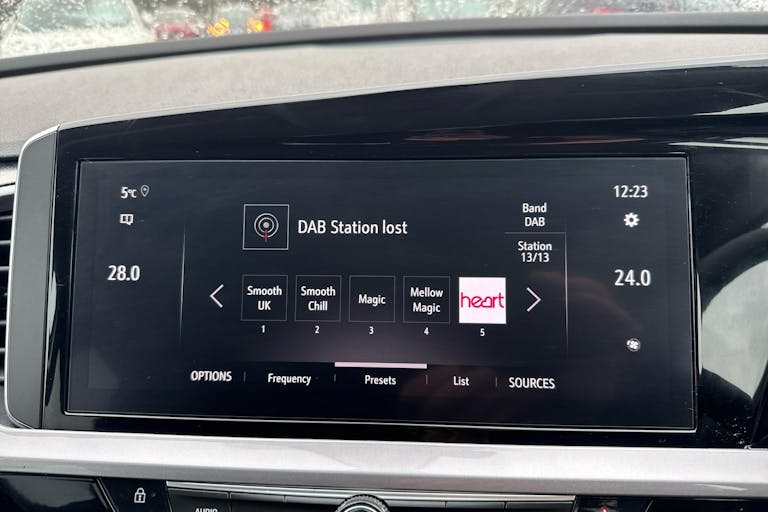 5°C
12:23
DAB Station lost
Band
DAB
Station
13/13
28.0
24.0
Smooth
UK
Smooth
Chill
Magic
Mellow
Magic
heart
1
2
3
4
5
OPTIONS
Frequency
Presets
List
SOURCES
AUDIO